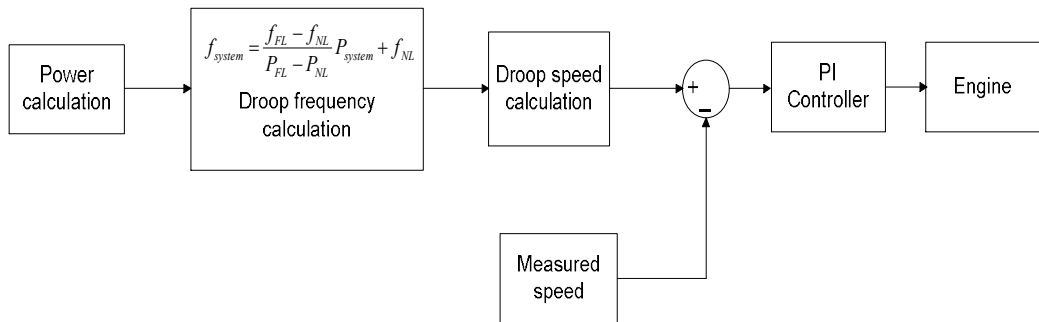 Power
calculation
f_system = \frac{f_FL − f_NL}{P_FL − P_NL} P_system + f_NL
Droop frequency
calculation
Droop speed
calculation
+
−
PI
Controller
Engine
Measured
speed